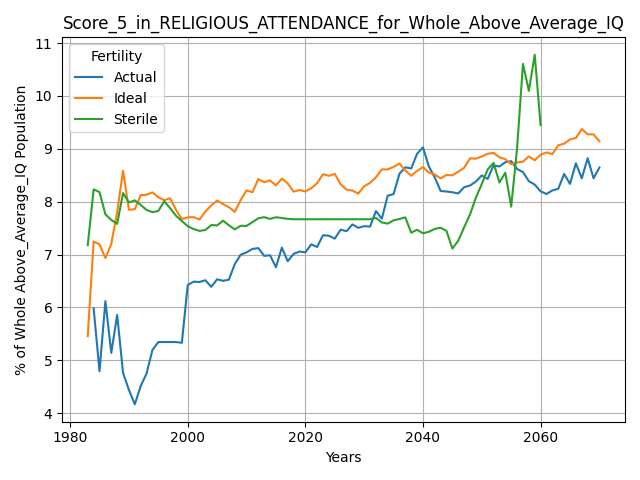 Score_5_in_RELIGIOUS_ATTENDANCE_for_Whole_Above_Average_IQ
Fertility
Actual
Ideal
Sterile
% of Whole Above_Average_IQ Population
11
10
9
8
7
6
5
4
1980
2000
2020
2040
2060
Years